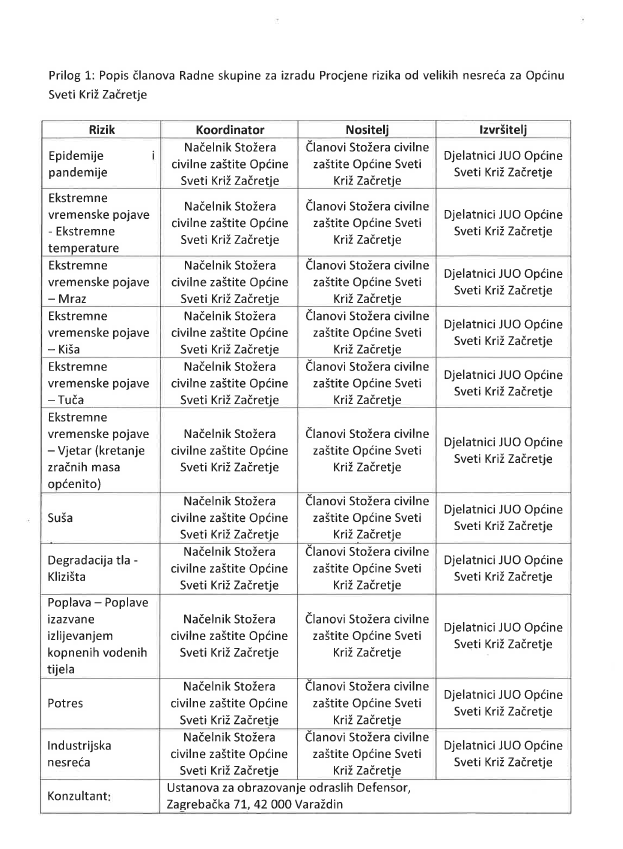 Prilog 1: Popis članova Radne skupine za izradu Procjene rizika od velikih nesreća za Općinu
Sveti Križ Začretje
Rizik Koordinator Nositelj Izvršitelj
Epidemije i
pandemije
Načelnik Stožera
civilne zaštite Općine
Sveti Križ Začretje
Članovi Stožera civilne
zaštite Općine Sveti
Križ Začretje
Djelatnici JUO Općine
Sveti Križ Začretje
Ekstremne
vremenske pojave
- Ekstremne
temperature
Načelnik Stožera
civilne zaštite Općine
Sveti Križ Začretje
Članovi Stožera civilne
zaštite Općine Sveti
Križ Začretje
Djelatnici JUO Općine
Sveti Križ Začretje
Ekstremne
vremenske pojave
– Mraz
Načelnik Stožera
civilne zaštite Općine
Sveti Križ Začretje
Članovi Stožera civilne
zaštite Općine Sveti
Križ Začretje
Djelatnici JUO Općine
Sveti Križ Začretje
Ekstremne
vremenske pojave
– Kiša
Načelnik Stožera
civilne zaštite Općine
Sveti Križ Začretje
Članovi Stožera civilne
zaštite Općine Sveti
Križ Začretje
Djelatnici JUO Općine
Sveti Križ Začretje
Ekstremne
vremenske pojave
– Tuča
Načelnik Stožera
civilne zaštite Općine
Sveti Križ Začretje
Članovi Stožera civilne
zaštite Općine Sveti
Križ Začretje
Djelatnici JUO Općine
Sveti Križ Začretje
Ekstremne
vremenske pojave
– Vjetar (kretanje
zračnih masa
općenito)
Načelnik Stožera
civilne zaštite Općine
Sveti Križ Začretje
Članovi Stožera civilne
zaštite Općine Sveti
Križ Začretje
Djelatnici JUO Općine
Sveti Križ Začretje
Suša
Načelnik Stožera
civilne zaštite Općine
Sveti Križ Začretje
Članovi Stožera civilne
zaštite Općine Sveti
Križ Začretje
Djelatnici JUO Općine
Sveti Križ Začretje
Degradacija tla -
Klizišta
Načelnik Stožera
civilne zaštite Općine
Sveti Križ Začretje
Članovi Stožera civilne
zaštite Općine Sveti
Križ Začretje
Djelatnici JUO Općine
Sveti Križ Začretje
Poplava – Poplave
izazvane
izlijevanjem
kopnenih vodenih
tijela
Načelnik Stožera
civilne zaštite Općine
Sveti Križ Začretje
Članovi Stožera civilne
zaštite Općine Sveti
Križ Začretje
Djelatnici JUO Općine
Sveti Križ Začretje
Potres
Načelnik Stožera
civilne zaštite Općine
Sveti Križ Začretje
Članovi Stožera civilne
zaštite Općine Sveti
Križ Začretje
Djelatnici JUO Općine
Sveti Križ Začretje
Industrijska
nesreća
Načelnik Stožera
civilne zaštite Općine
Sveti Križ Začretje
Članovi Stožera civilne
zaštite Općine Sveti
Križ Začretje
Djelatnici JUO Općine
Sveti Križ Začretje
Konzultant:
Ustanova za obrazovanje odraslih Defensor,
Zagrebačka 71, 42 000 Varaždin